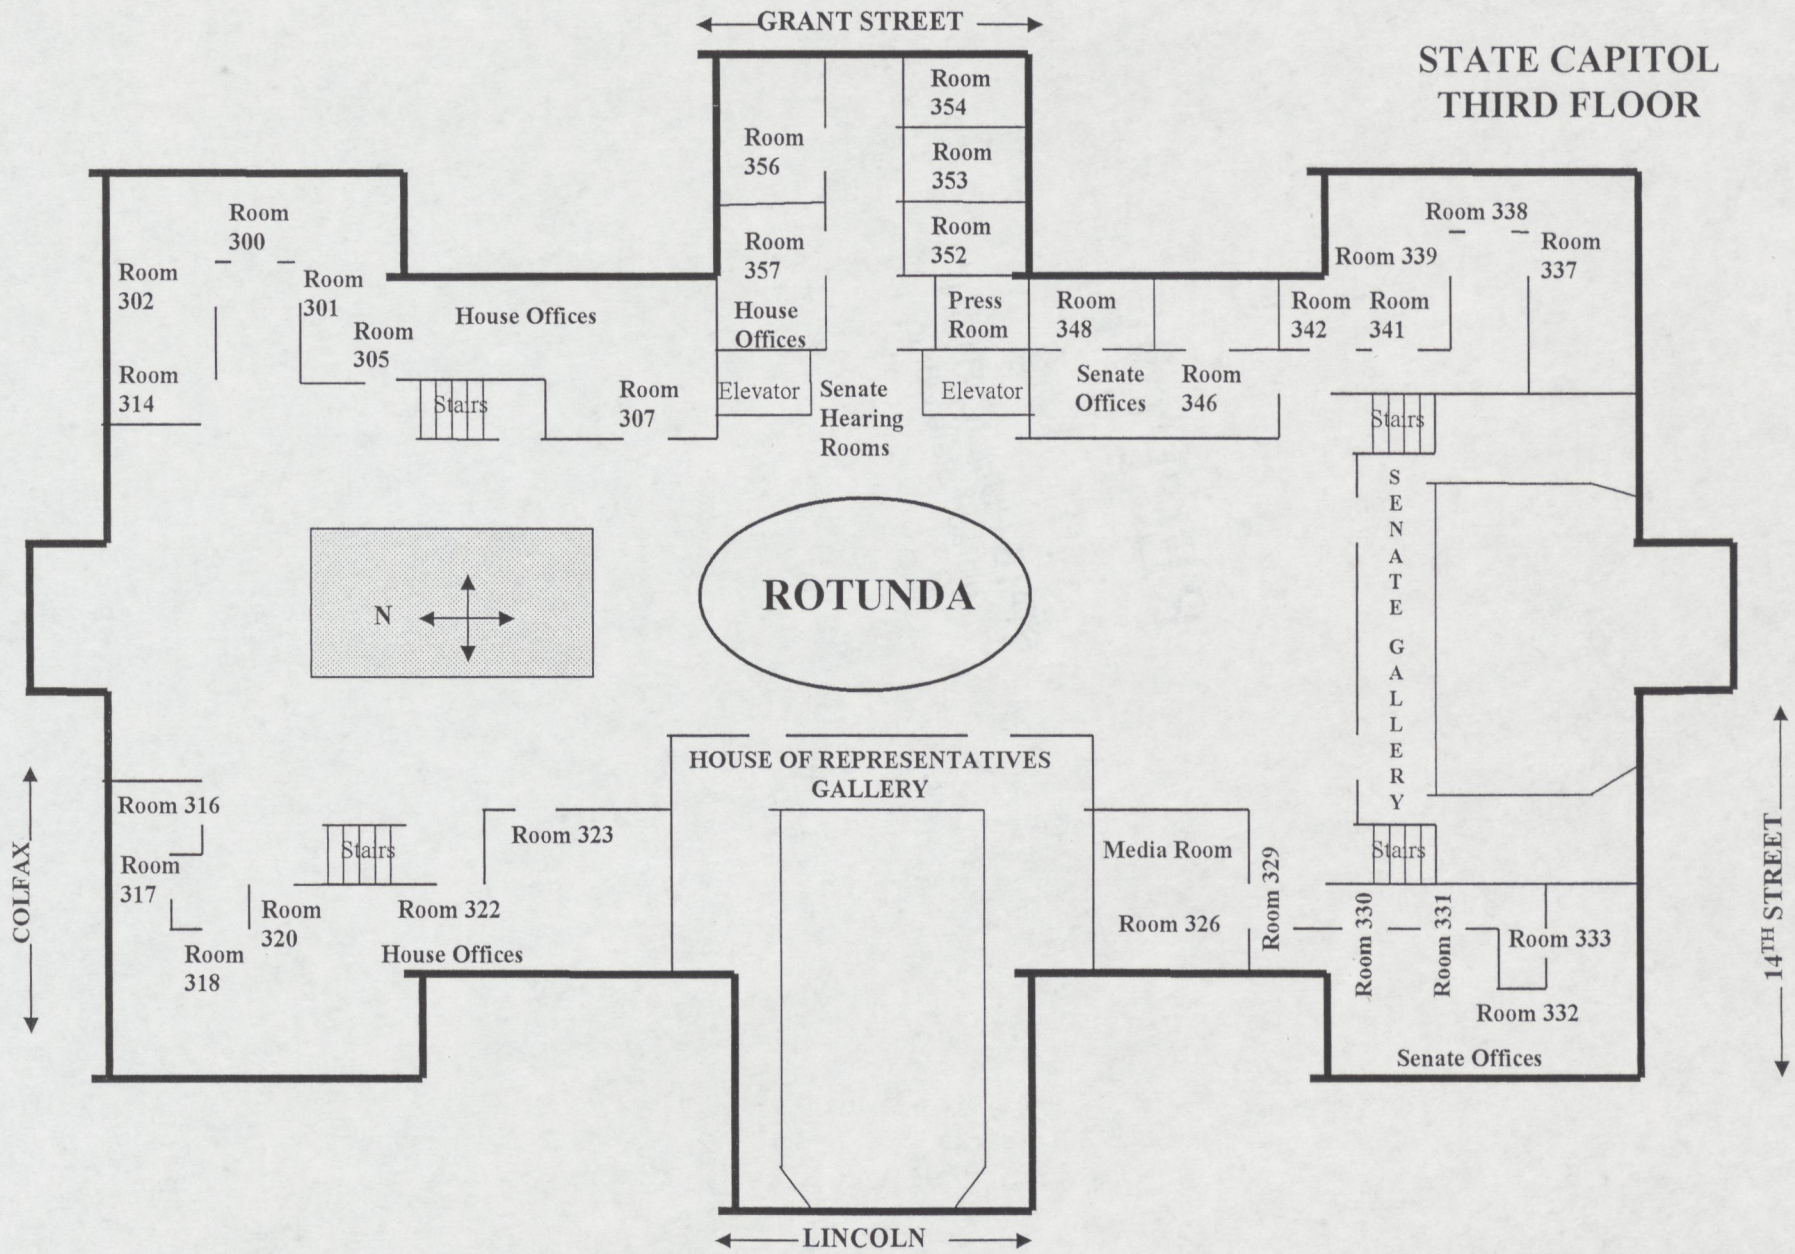 GRANT STREET
STATE CAPITOL
THIRD FLOOR
Room
354
Room
356
Room
353
Room
352
Room
357
Room
300
Room
302
Room
301
House Offices
Room
305
Room
314
House
Offices
Press
Room
Room
348
Room
342
Room
341
Room 339
Room 338
Room
337
Stairs
Room
307
Elevator
Senate
Hearing
Rooms
Elevator
Senate
Offices
Room
346
Stairs
SENATE GALLERY
N
ROTUNDA
HOUSE OF REPRESENTATIVES
GALLERY
COLFAX
Room 316
Room
317
Room
318
Room
320
Stairs
Room 322
House Offices
Room 323
Media Room
Room 326
Room 329
Stairs
Room 330
Room 331
Room 333
Room 332
Senate Offices
14TH STREET
LINCOLN